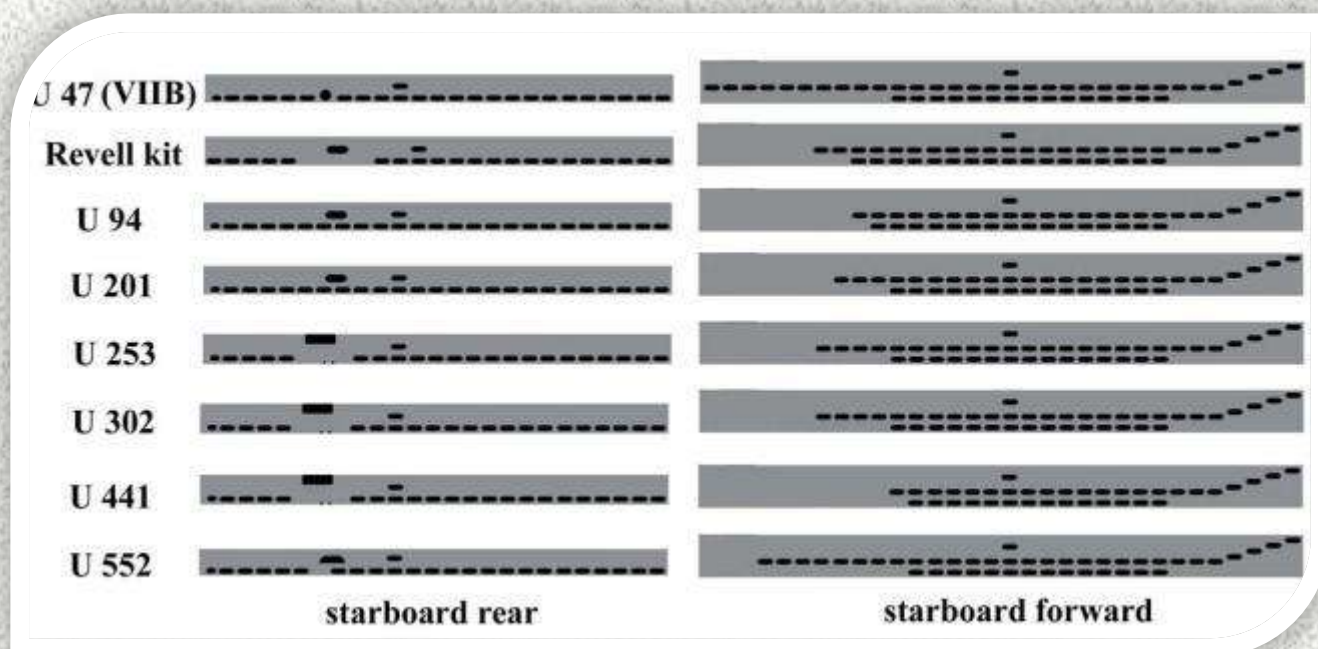 U 47 (VIIB)
Revell kit
U 94
U 201
U 253
U 302
U 441
U 552
starboard rear
starboard forward